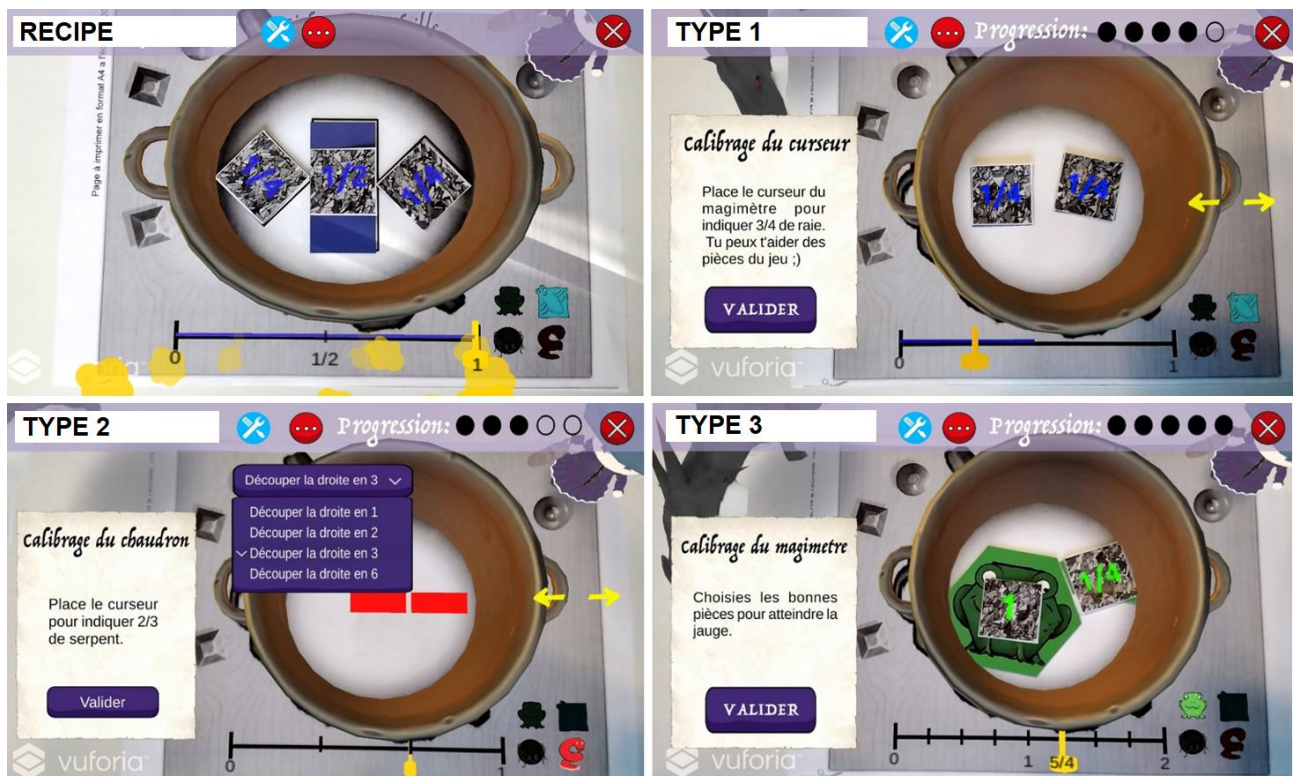 RECIPE
Page à imprimer en format A4 a l'
1/4
1/2
1/4
0
1/2
1
vuforia
TYPE 1
Progression:
Calibrage du curseur
Place le curseur du
magimètre pour
indiquer 3/4 de raie.
Tu peux t'aider des
pièces du jeu ;)
VALIDER
1/4
1/4
0
1
vuforia
TYPE 2
Progression:
Découper la droite en 3
Découper la droite en 1
Découper la droite en 2
Découper la droite en 3
Découper la droite en 6
Calibrage du chaudron
Place le curseur
pour indiquer 2/3
de serpent.
Valider
0
1
vuforia
TYPE 3
Progression:
Calibrage du magimetre
Choisies les bonnes
pièces pour atteindre la
jauge.
VALIDER
1
1/4
0
1
5/4
2
vuforia